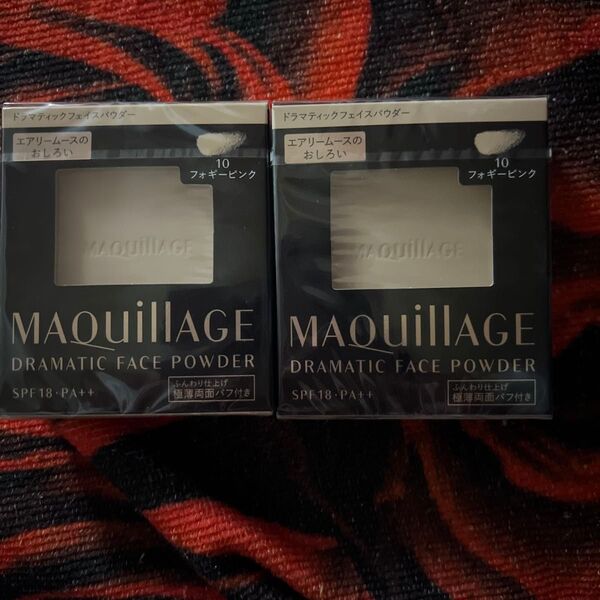 ドラマティックフェイスパウダー
エアリームースの
おしろい
10
フォギーピンク
MAQuillAGE
MAQuillAGE
DRAMATIC FACE POWDER
SPF18・PA++
ふんわり仕上げ
極薄両面パフ付き
ドラマティックフェイスパウダー
エアリームースの
おしろい
10
フォギーピンク
MAQuillAGE
MAQuillAGE
DRAMATIC FACE POWDER
SPF18・PA++
ふんわり仕上げ
極薄両面パフ付き